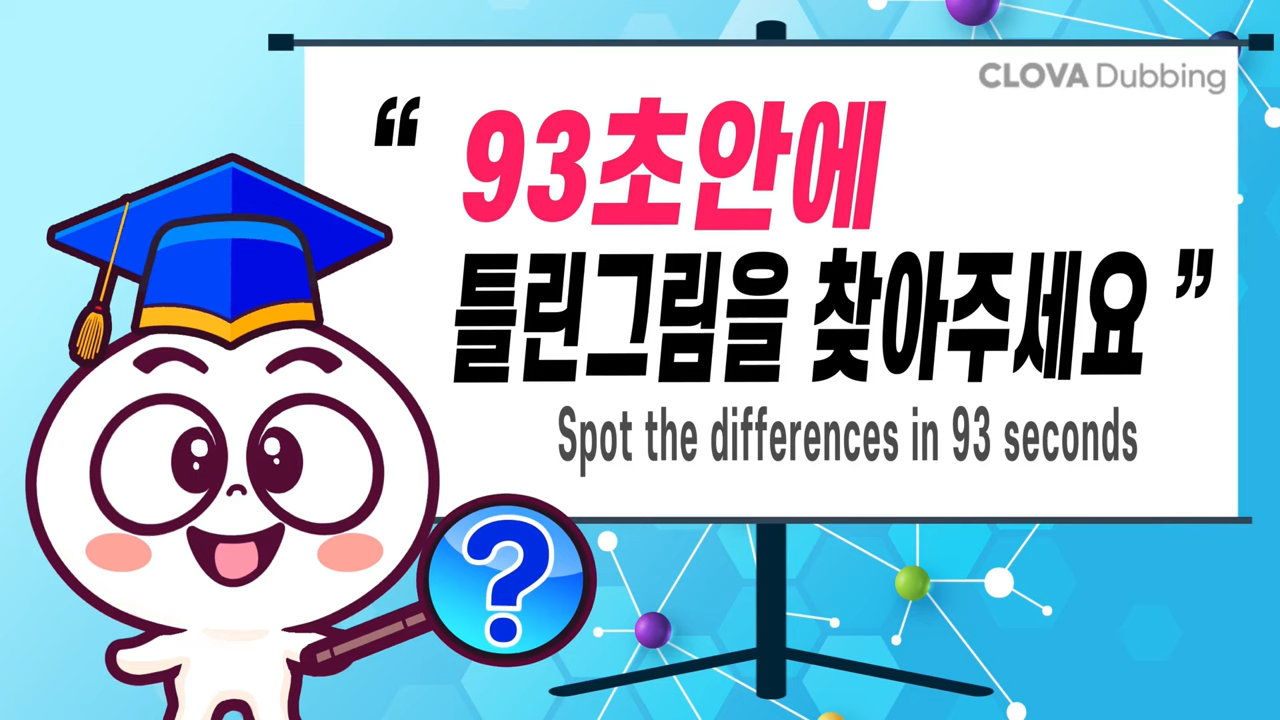 CLOVA Dubbing
“ 93초안에
틀린그림을 찾아주세요 ”
Spot the differences in 93 seconds
?